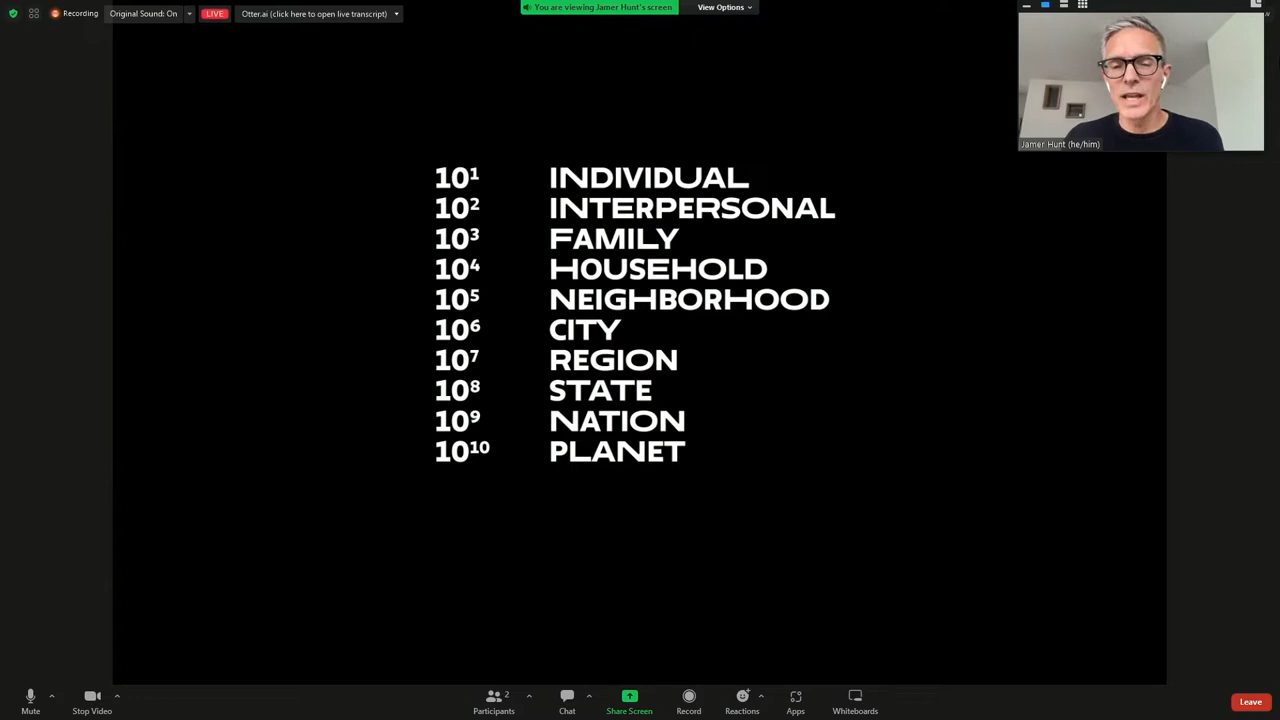 Recording
Original Sound: On
LIVE
Otter.ai (click here to open live transcript)
You are viewing Jamer Hunt's screen
View Options
Jamer Hunt (he/him)
10¹ INDIVIDUAL
10² INTERPERSONAL
10³ FAMILY
10⁴ HOUSEHOLD
10⁵ NEIGHBORHOOD
10⁶ CITY
10⁷ REGION
10⁸ STATE
10⁹ NATION
10¹⁰ PLANET
Mute
Stop Video
2
Participants
Chat
Share Screen
Record
Reactions
Apps
Whiteboards
Leave